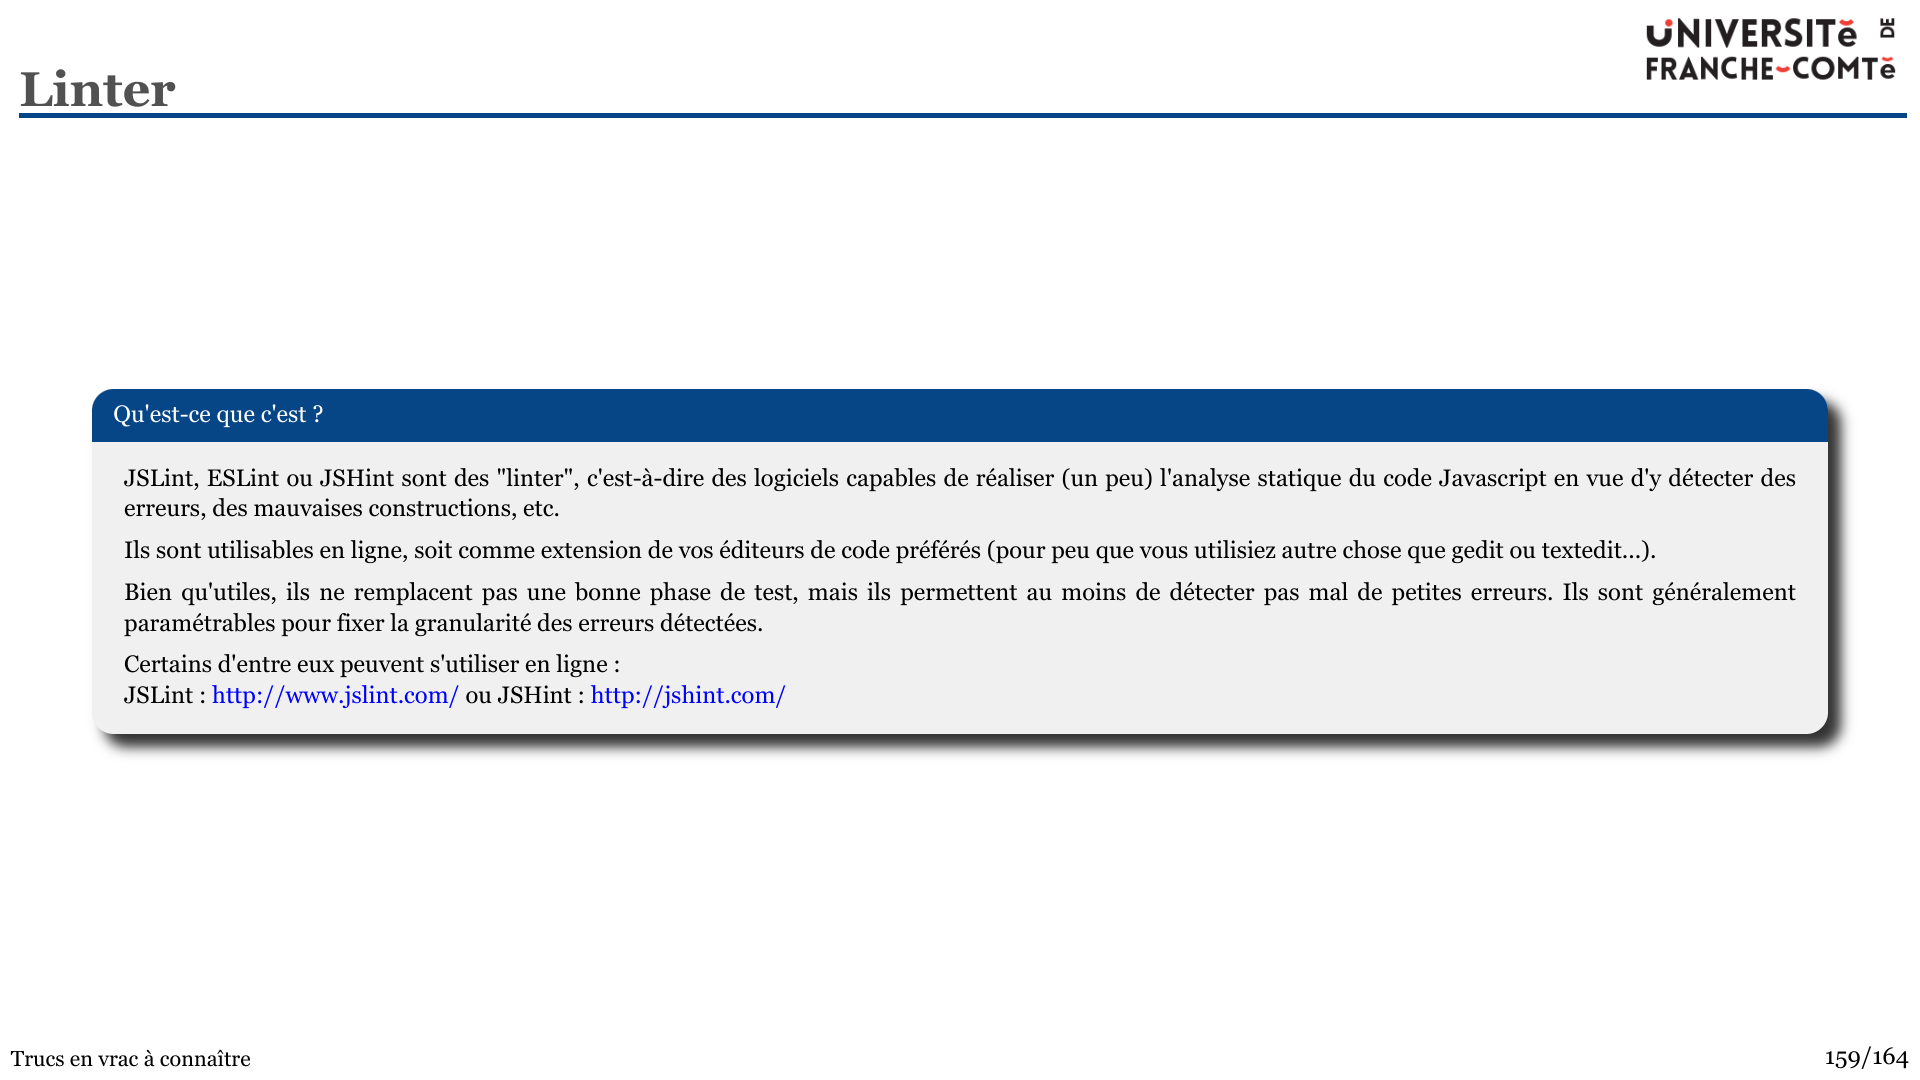 UNIVERSITĕ DE
FRANCHE-COMTĕ
Linter
Qu'est-ce que c'est ?
JSLint, ESLint ou JSHint sont des "linter", c'est-à-dire des logiciels capables de réaliser (un peu) l'analyse statique du code Javascript en vue d'y détecter des
erreurs, des mauvaises constructions, etc.
Ils sont utilisables en ligne, soit comme extension de vos éditeurs de code préférés (pour peu que vous utilisiez autre chose que gedit ou textedit...).
Bien qu'utiles, ils ne remplacent pas une bonne phase de test, mais ils permettent au moins de détecter pas mal de petites erreurs. Ils sont généralement
paramétrables pour fixer la granularité des erreurs détectées.
Certains d'entre eux peuvent s'utiliser en ligne :
JSLint : http://www.jslint.com/ ou JSHint : http://jshint.com/
Trucs en vrac à connaître
159/164